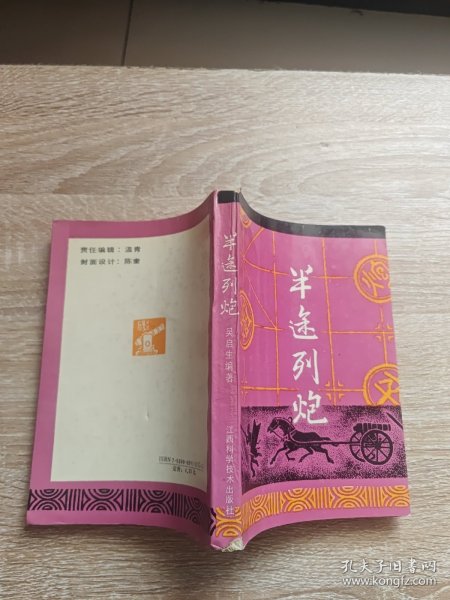 责任编辑：温青
封面设计：陈奎
半途列炮
吴启生编著
江西科学技术出版社
半途列炮
孔夫子旧书网
www.kongfz.com